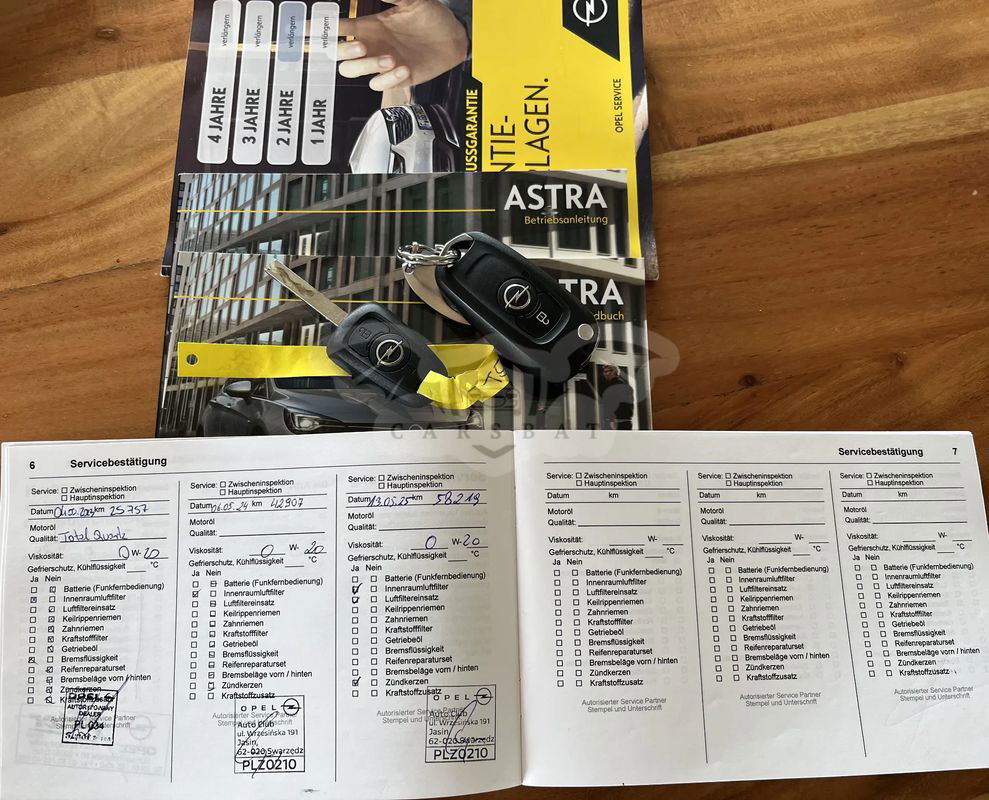 4 JAHRE verlängern
3 JAHRE verlängern
2 JAHRE verlängern
1 JAHR verlängern
USSGARANTIE
NTIE-
LAGEN.
OPEL SERVICE
ASTRA
Betriebsanleitung
STRA
dbuch
CARSBAT
6 Servicebestätigung
Service: Zwischeninspektion
Hauptinspektion
Datum km 25757
Motoröl
Qualität: Total Quartz
Viskosität: 0 W-20
Gefrierschutz, Kühlflüssigkeit °C
Ja Nein
Batterie (Funkfernbedienung)
Innenraumluftfilter
Luftfiltereinsatz
Keilrippenriemen
Zahnriemen
Kraftstofffilter
Getriebeöl
Bremsflüssigkeit
Reifenreparaturset
Bremsbeläge vorn / hinten
Zündkerzen
OPEL
AUTORYZOWANY
DEALER
Autorisierter Service Partner
Stempel und Unterschrift
Service: Zwischeninspektion
Hauptinspektion
Datum 06.05.24 km 42907
Motoröl
Qualität:
Viskosität: 0 W- 20
Gefrierschutz, Kühlflüssigkeit °C
Ja Nein
Batterie (Funkfernbedienung)
Innenraumluftfilter
Luftfiltereinsatz
Keilrippenriemen
Zahnriemen
Kraftstofffilter
Getriebeöl
Bremsflüssigkeit
Reifenreparaturset
Bremsbeläge vorn / hinten
Zündkerzen
Kraftstoffzusatz
Autorisierter Service Partner
OPEL
Auto Club
ul. Wrzesińska 191
Jasin,
62-020 Swarzędz
PLZ0210
Service: Zwischeninspektion
Hauptinspektion
Datum 13.05.25 km 58219
Motoröl
Qualität:
Viskosität: 0 W-20
Gefrierschutz, Kühlflüssigkeit °C
Ja Nein
Batterie (Funkfernbedienung)
Innenraumluftfilter
Luftfiltereinsatz
Keilrippenriemen
Zahnriemen
Kraftstofffilter
Getriebeöl
Bremsflüssigkeit
Reifenreparaturset
Bremsbeläge vorn / hinten
Zündkerzen
Kraftstoffzusatz
Autorisierter Service Partner
OPEL
Auto Club
ul. Wrzesińska 191
Jasin,
62-020 Swarzędz
PLZ0210
Servicebestätigung 7
Service: Zwischeninspektion
Hauptinspektion
Datum km
Motoröl
Qualität:
Viskosität: W-
Gefrierschutz, Kühlflüssigkeit °C
Ja Nein
Batterie (Funkfernbedienung)
Innenraumluftfilter
Luftfiltereinsatz
Keilrippenriemen
Zahnriemen
Kraftstofffilter
Getriebeöl
Bremsflüssigkeit
Reifenreparaturset
Bremsbeläge vorn / hinten
Zündkerzen
Kraftstoffzusatz
Autorisierter Service Partner
Stempel und Unterschrift
Service: Zwischeninspektion
Hauptinspektion
Datum km
Motoröl
Qualität:
Viskosität: W-
Gefrierschutz, Kühlflüssigkeit °C
Ja Nein
Batterie (Funkfernbedienung)
Innenraumluftfilter
Luftfiltereinsatz
Keilrippenriemen
Zahnriemen
Kraftstofffilter
Getriebeöl
Bremsflüssigkeit
Reifenreparaturset
Bremsbeläge vorn / hinten
Zündkerzen
Kraftstoffzusatz
Autorisierter Service Partner
Stempel und Unterschrift
Service: Zwischeninspektion
Hauptinspektion
Datum km
Motoröl
Qualität:
Viskosität: W-
Gefrierschutz, Kühlflüssigkeit °C
Ja Nein
Batterie (Funkfernbedienung)
Innenraumluftfilter
Luftfiltereinsatz
Keilrippenriemen
Zahnriemen
Kraftstofffilter
Getriebeöl
Bremsflüssigkeit
Reifenreparaturset
Bremsbeläge vorn / hinten
Zündkerzen
Kraftstoffzusatz
Autorisierter Service Partner
Stempel und Unterschrift